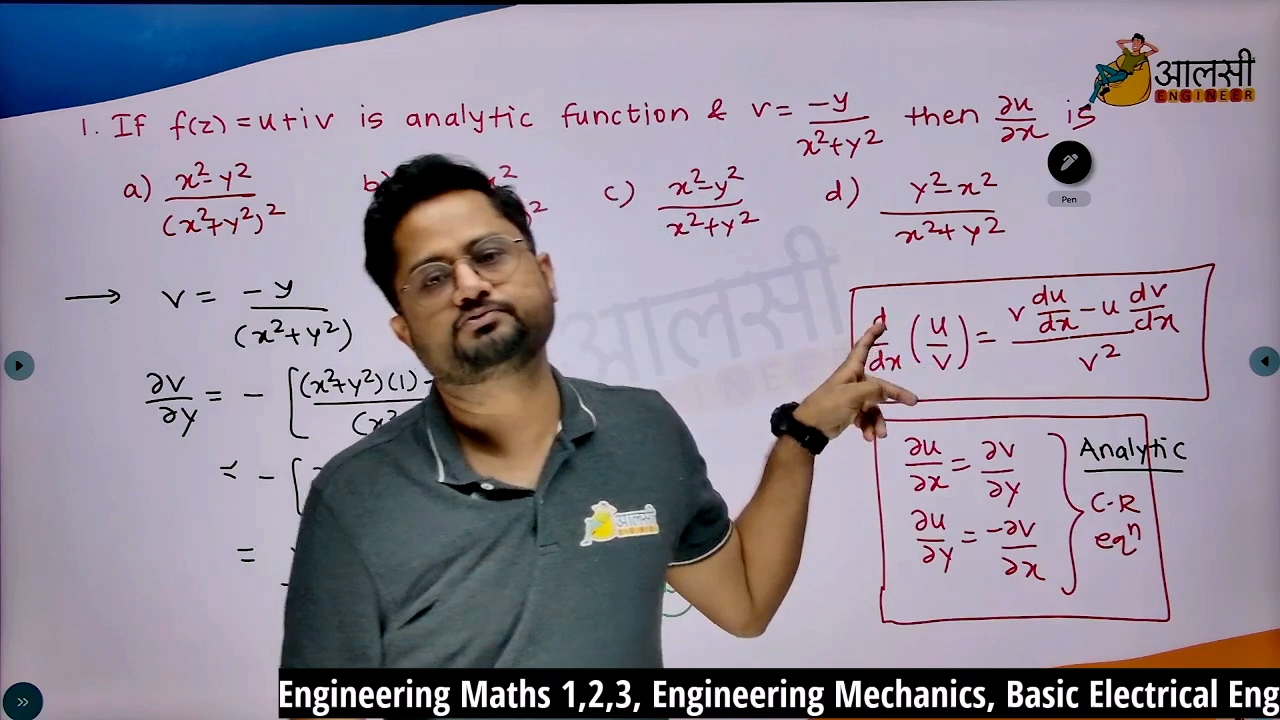 आलसी
ENGINEER
1. If f(z) = u+iv is analytic function & v = -y/(x²+y²) then ∂u/∂x is
a) (x²-y²)/(x²+y²)² b) c) (x²-y²)/(x²+y²) d) (y²-x²)/(x²+y²)
Pen
→ v = -y/(x²+y²)
∂v/∂y = - [(x²+y²)(1) -
= - [
=
d/dx (u/v) = (v du/dx - u dv/dx)/v²
∂u/∂x = ∂v/∂y
∂u/∂y = -∂v/∂x
Analytic
C-R
eqⁿ
आलसी
Engineering Maths 1,2,3, Engineering Mechanics, Basic Electrical Eng